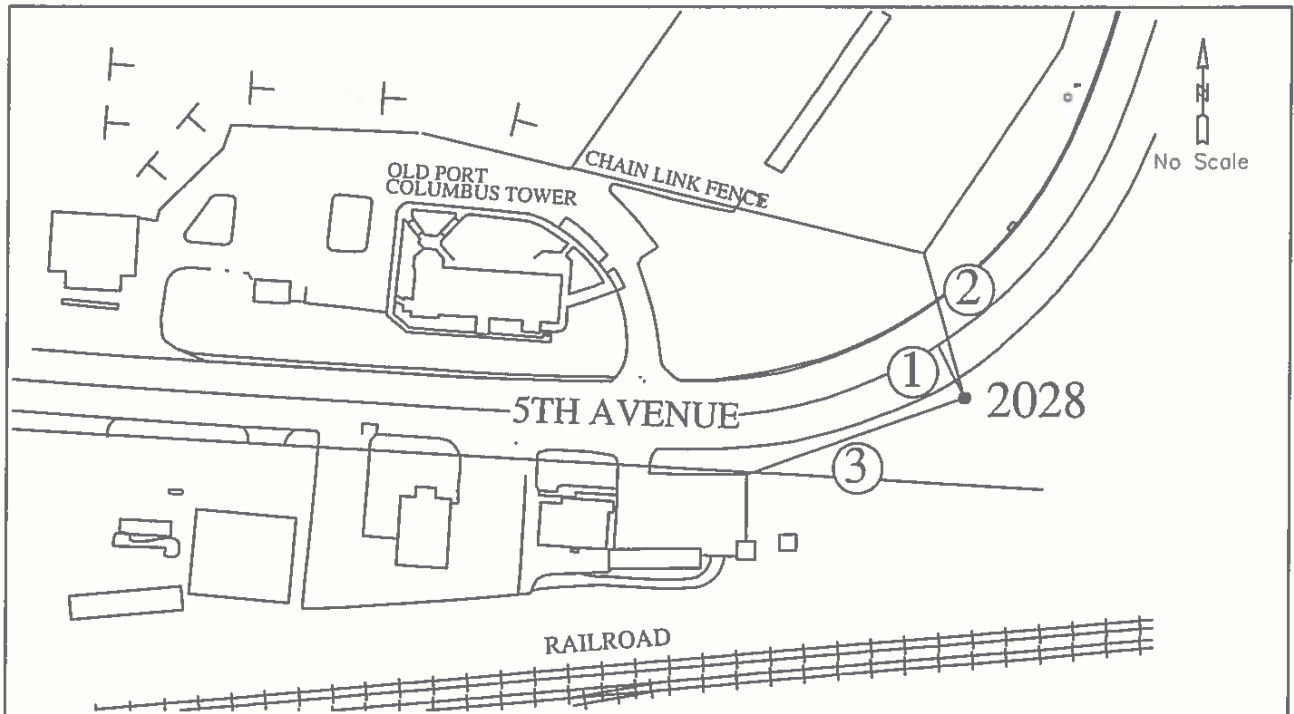 N
No Scale
OLD PORT
COLUMBUS TOWER
CHAIN LINK FENCE
2
1
2028
5TH AVENUE
3
RAILROAD